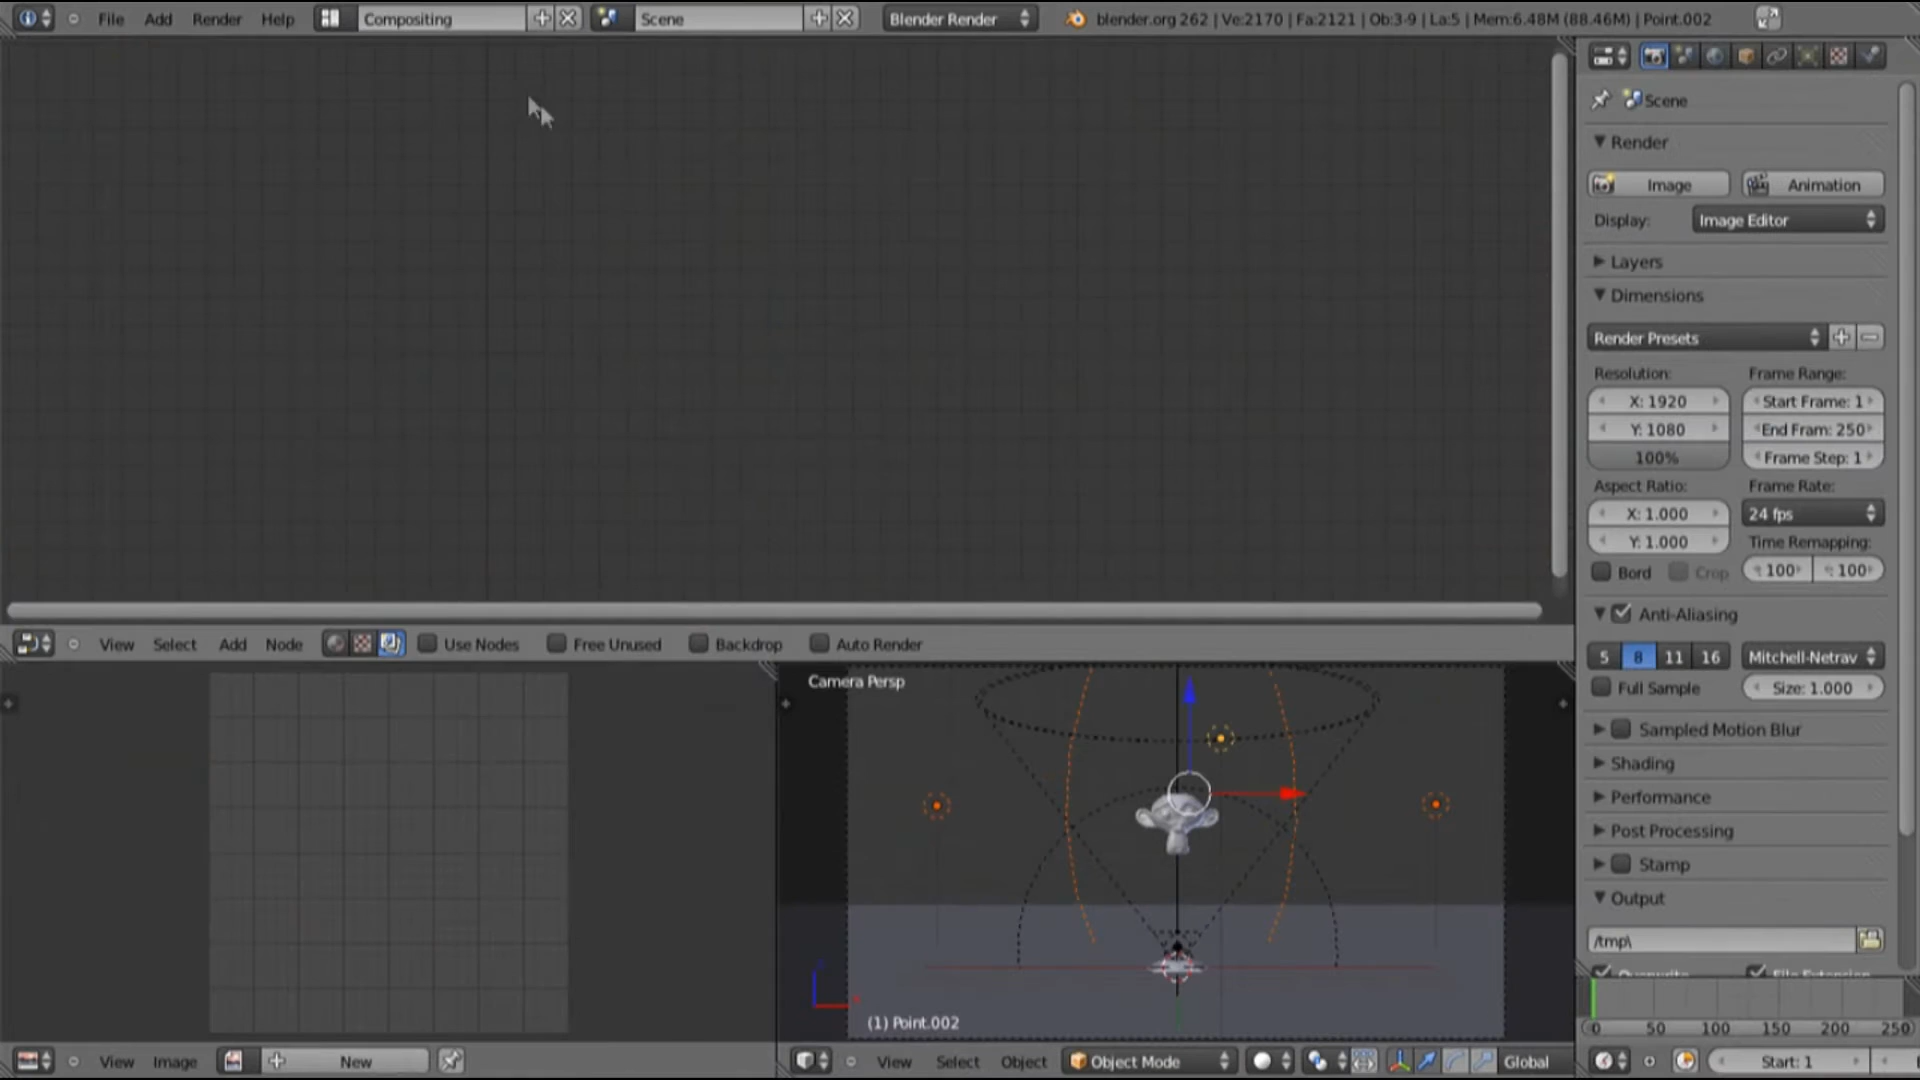 File Add Render Help Compositing Scene Blender Render blender.org 262 | Ve:2170 | Fa:2121 | Ob:3-9 | La:5 | Mem:6.48M (88.46M) | Point.002
Scene
Render
Image Animation
Display: Image Editor
Layers
Dimensions
Render Presets
Resolution: Frame Range:
X: 1920 Start Frame: 1
Y: 1080 End Fram: 250
100% Frame Step: 1
Aspect Ratio: Frame Rate:
X: 1.000 24 fps
Y: 1.000 Time Remapping:
Bord Crop 100 100
Anti-Aliasing
View Select Add Node Use Nodes Free Unused Backdrop Auto Render
5 8 11 16 Mitchell-Netrav
Camera Persp
Full Sample Size: 1.000
Sampled Motion Blur
Shading
Performance
Post Processing
Stamp
Output
/tmp\
Overwrite File Extension
(1) Point.002
0 50 100 150 200 250
View Image New View Select Object Object Mode Global Start: 1